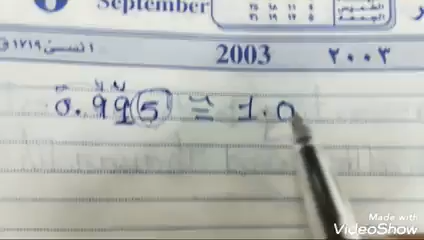 September
2003 ٢٠٠٣
0.995 ≅ 1.0
Made with
VideoShow